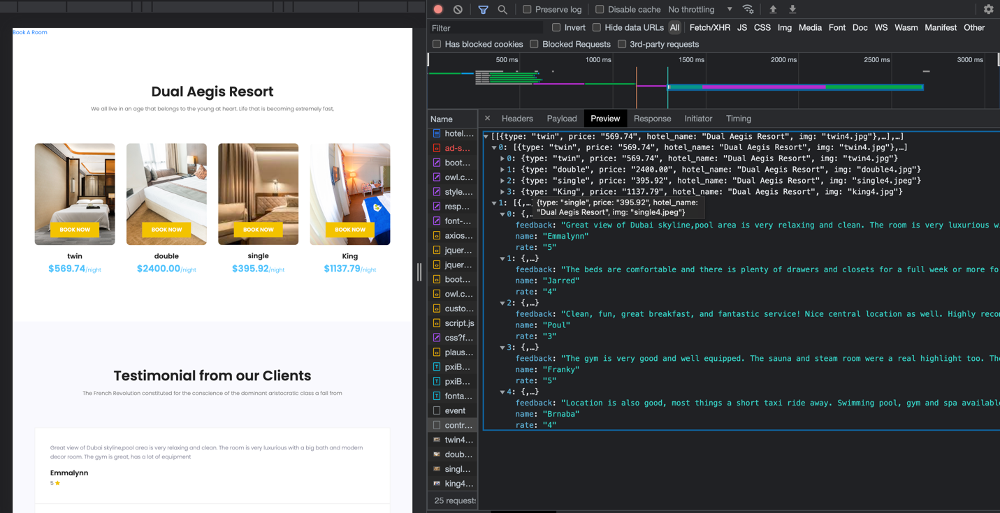 Book A Room
Dual Aegis Resort
We all live in an age that belongs to the young at heart. Life that is becoming extremely fast,
BOOK NOW BOOK NOW BOOK NOW BOOK NOW
twin double single King
$569.74/night $2400.00/night $395.92/night $1137.79/night
Testimonial from our Clients
The French Revolution constituted for the conscience of the dominant aristocratic class a fall from
Great view of Dubai skyline,pool area is very relaxing and clean. The room is very luxurious with a big bath and modern
decor room. The gym is great, has a lot of equipment
Emmalynn
5
Preserve log Disable cache No throttling
Filter Invert Hide data URLs All Fetch/XHR JS CSS Img Media Font Doc WS Wasm Manifest Other
Has blocked cookies Blocked Requests 3rd-party requests
500 ms 1000 ms 1500 ms 2000 ms 2500 ms 3000 ms
Name
hotel....
ad-s...
boot...
owl.c...
style....
resp...
font-...
axios...
jquer...
jquer...
boot...
owl.c...
custo...
script.js
css?f...
plaus...
pxiB...
pxiB...
fonta...
event
contr...
twin4...
doub...
singl...
king4...
25 requests
× Headers Payload Preview Response Initiator Timing
[[{type: "twin", price: "569.74", hotel_name: "Dual Aegis Resort", img: "twin4.jpg"},…],…]
0: [{type: "twin", price: "569.74", hotel_name: "Dual Aegis Resort", img: "twin4.jpg"},…]
0: {type: "twin", price: "569.74", hotel_name: "Dual Aegis Resort", img: "twin4.jpg"}
1: {type: "double", price: "2400.00", hotel_name: "Dual Aegis Resort", img: "double4.jpg"}
2: {type: "single", price: "395.92", hotel_name: "Dual Aegis Resort", img: "single4.jpeg"}
3: {type: "King", price: "1137.79", hotel_name: "Dual Aegis Resort", img: "king4.jpg"}
1: [{,…
{type: "single", price: "395.92", hotel_name:
"Dual Aegis Resort", img: "single4.jpeg"}
0: {,…
feedback: "Great view of Dubai skyline,pool area is very relaxing and clean. The room is very luxurious w
name: "Emmalynn"
rate: "5"
1: {,…}
feedback: "The beds are comfortable and there is plenty of drawers and closets for a full week or more fo
name: "Jarred"
rate: "4"
2: {,…}
feedback: "Clean, fun, great breakfast, and fantastic service! Nice central location as well. Highly reco
name: "Poul"
rate: "3"
3: {,…}
feedback: "The gym is very good and well equipped. The sauna and steam room were a real highlight too. Th
name: "Franky"
rate: "5"
4: {,…}
feedback: "Location is also good, most things a short taxi ride away. Swimming pool, gym and spa availabl
name: "Brnaba"
rate: "4"